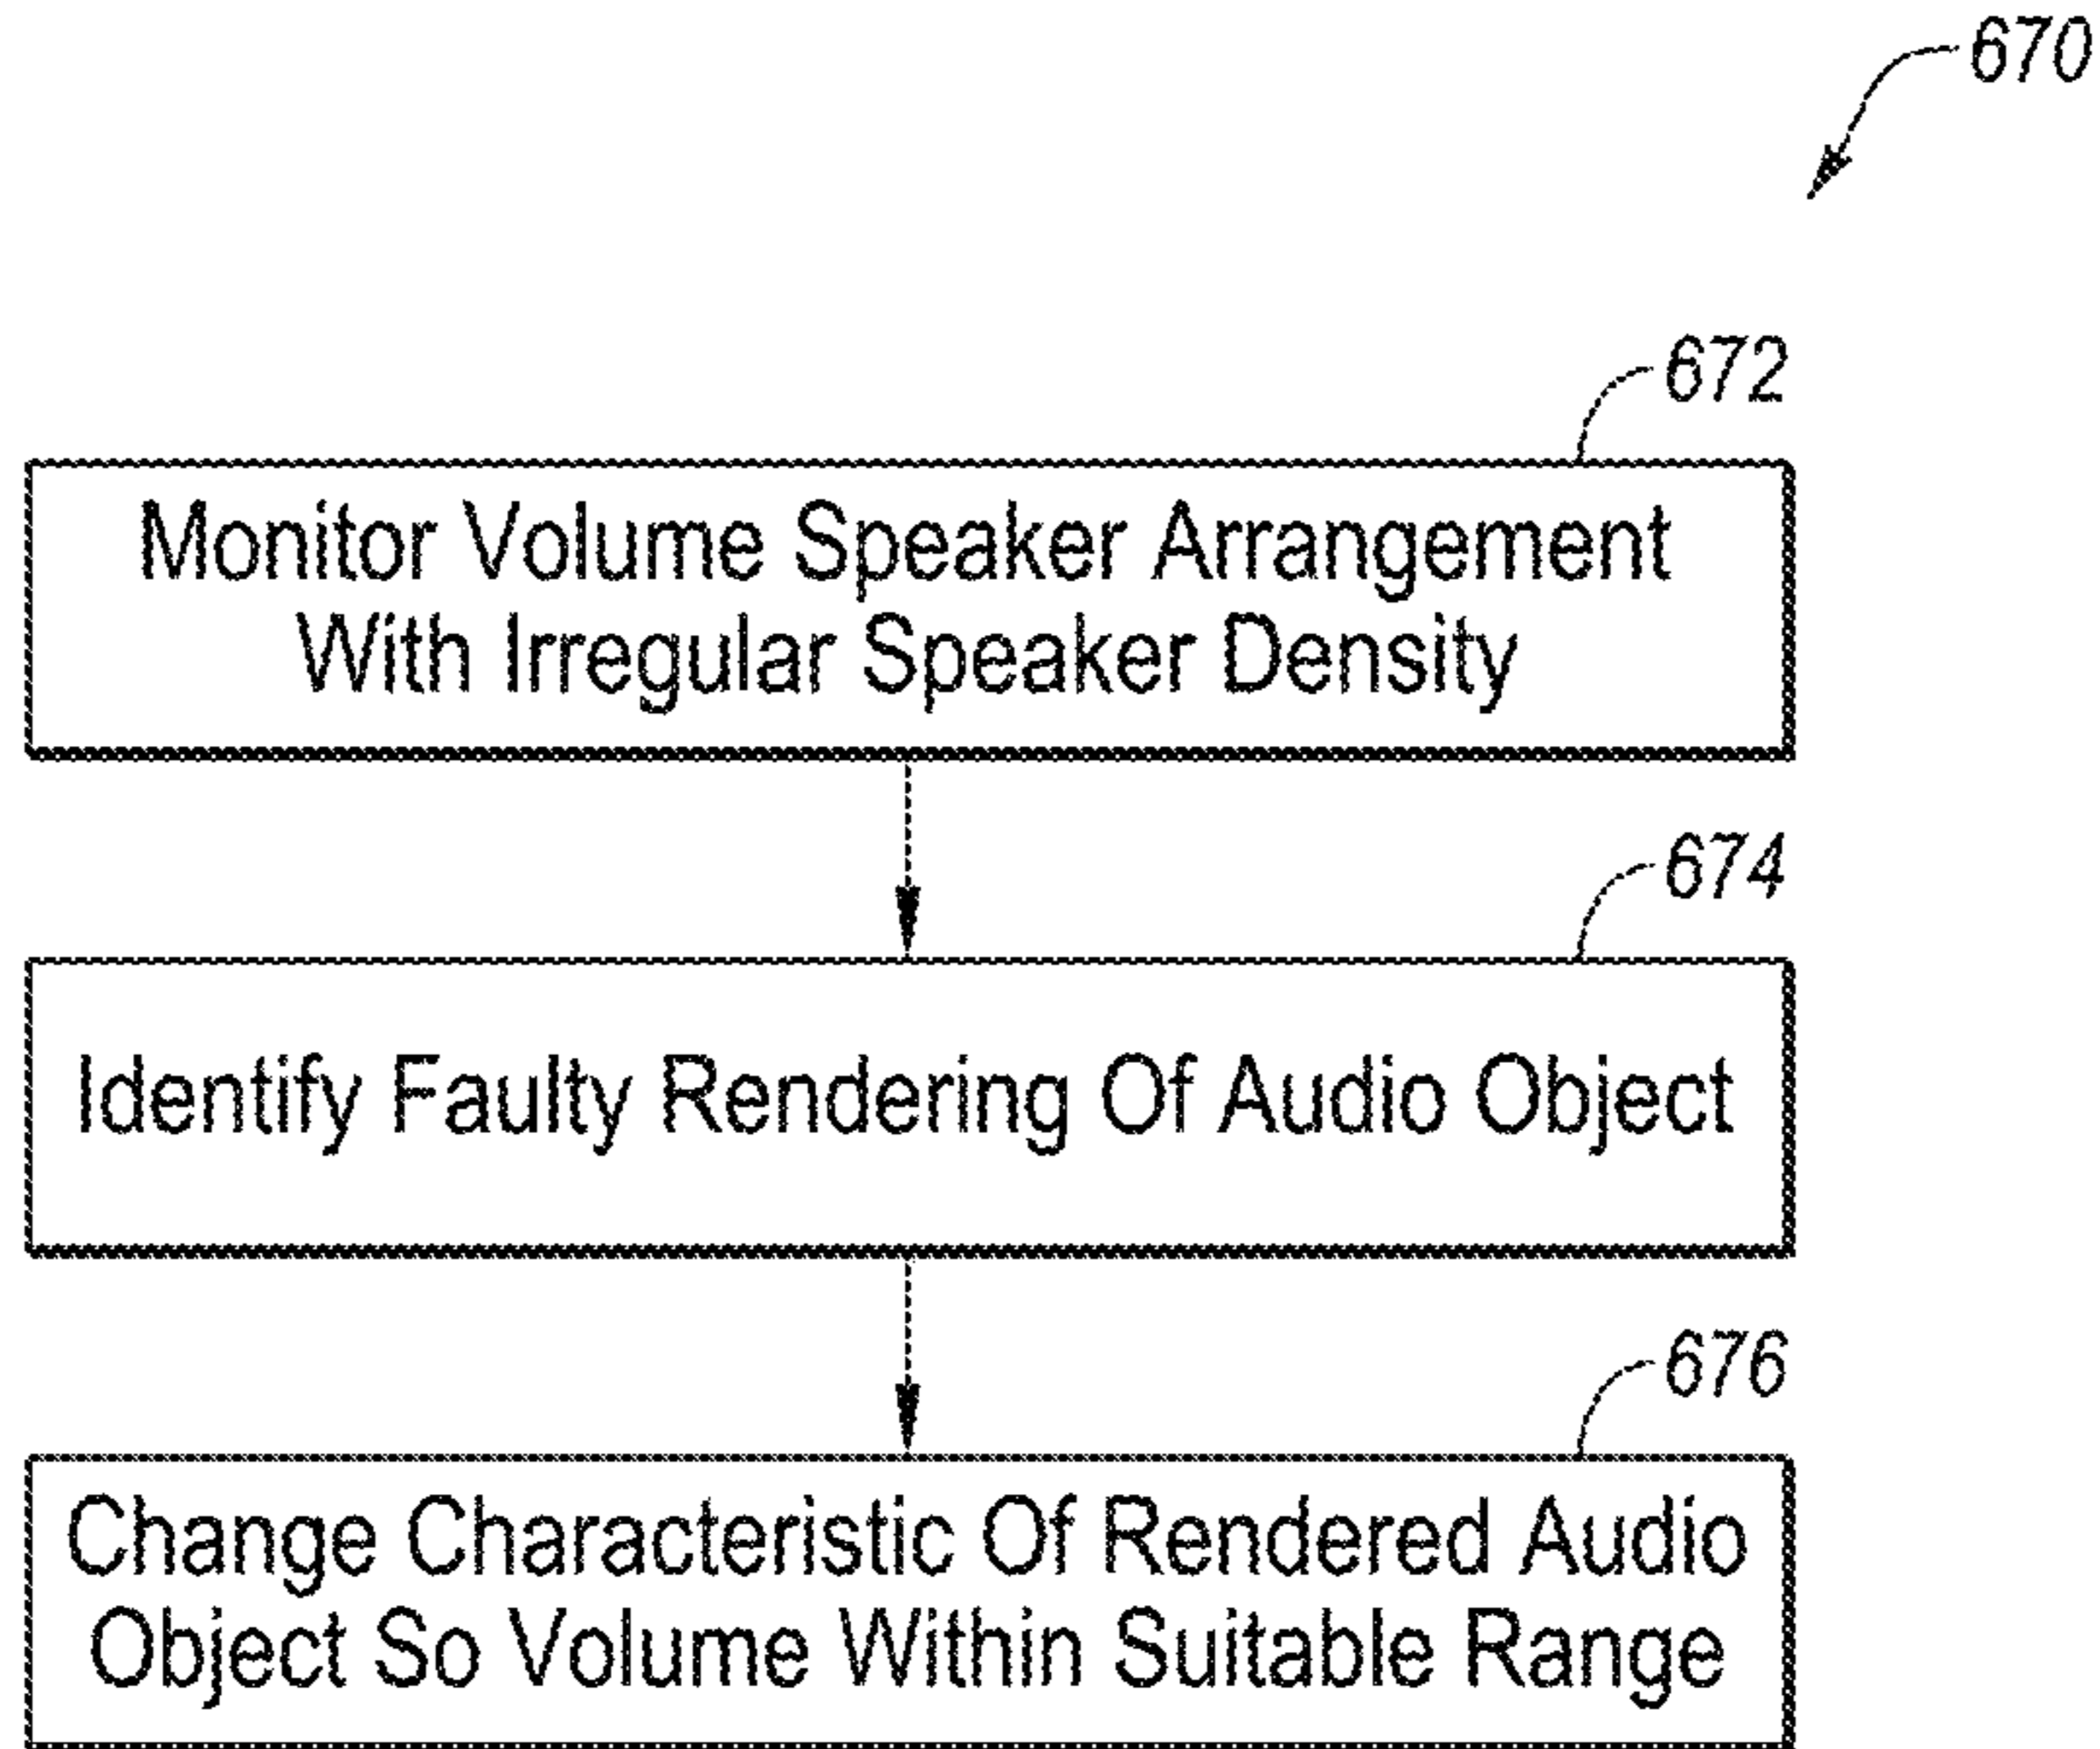 670
672
Monitor Volume Speaker Arrangement
With Irregular Speaker Density
674
Identify Faulty Rendering Of Audio Object
676
Change Characteristic Of Rendered Audio
Object So Volume Within Suitable Range